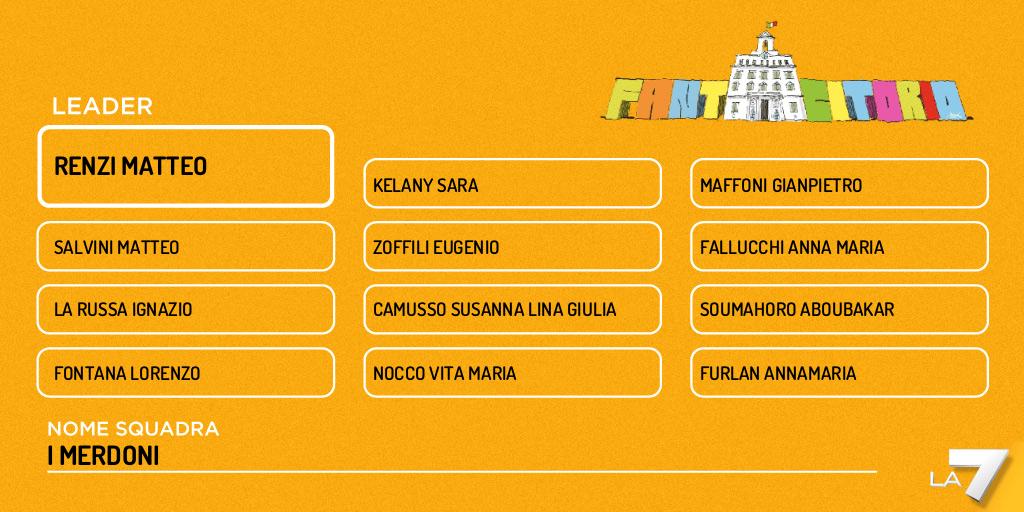 FANTACITORIO
LEADER
RENZI MATTEO
SALVINI MATTEO
LA RUSSA IGNAZIO
FONTANA LORENZO
KELANY SARA
ZOFFILI EUGENIO
CAMUSSO SUSANNA LINA GIULIA
NOCCO VITA MARIA
MAFFONI GIANPIETRO
FALLUCCHI ANNA MARIA
SOUMAHORO ABOUBAKAR
FURLAN ANNAMARIA
NOME SQUADRA
I MERDONI
LA7